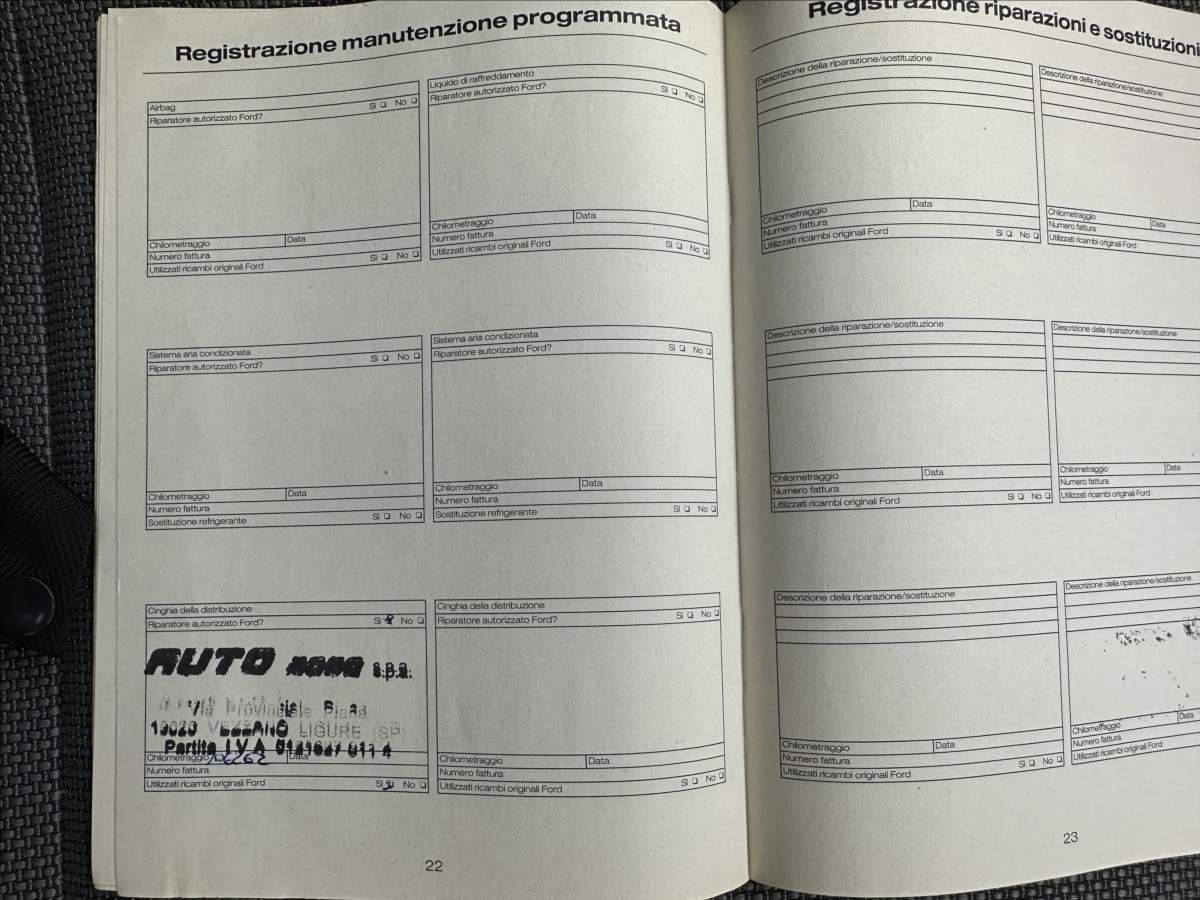 Registrazione manutenzione programmata
Airbag
Riparatore autorizzato Ford? Sì No
Chilometraggio Data
Numero fattura
Utilizzati ricambi originali Ford Sì No
Liquido di raffreddamento
Riparatore autorizzato Ford? Sì No
Chilometraggio Data
Numero fattura
Utilizzati ricambi originali Ford Sì No
Sistema aria condizionata
Riparatore autorizzato Ford? Sì No
Chilometraggio Data
Numero fattura
Sostituzione refrigerante Sì No
Sistema aria condizionata
Riparatore autorizzato Ford? Sì No
Chilometraggio Data
Numero fattura
Sostituzione refrigerante Sì No
Cinghia della distribuzione
Riparatore autorizzato Ford? Sì No
AUTO S.p.a.
Via Provinciale Piana
19020 VEZZANO LIGURE (SP)
Partita I.V.A
Chilometraggio Data
Numero fattura
Utilizzati ricambi originali Ford Sì No
Cinghia della distribuzione
Riparatore autorizzato Ford? Sì No
Chilometraggio Data
Numero fattura
Utilizzati ricambi originali Ford Sì No
22
Registrazione riparazioni e sostituzioni
Descrizione della riparazione/sostituzione
Chilometraggio Data
Numero fattura
Utilizzati ricambi originali Ford Sì No
Descrizione della riparazione/sostituzione
Chilometraggio Data
Numero fattura
Utilizzati ricambi originali Ford
Descrizione della riparazione/sostituzione
Chilometraggio Data
Numero fattura
Utilizzati ricambi originali Ford Sì No
Descrizione della riparazione/sostituzione
Chilometraggio Data
Numero fattura
Utilizzati ricambi originali Ford
Descrizione della riparazione/sostituzione
Chilometraggio Data
Numero fattura
Utilizzati ricambi originali Ford Sì No
Descrizione della riparazione/sostituzione
Chilometraggio Data
Numero fattura
Utilizzati ricambi originali Ford
23